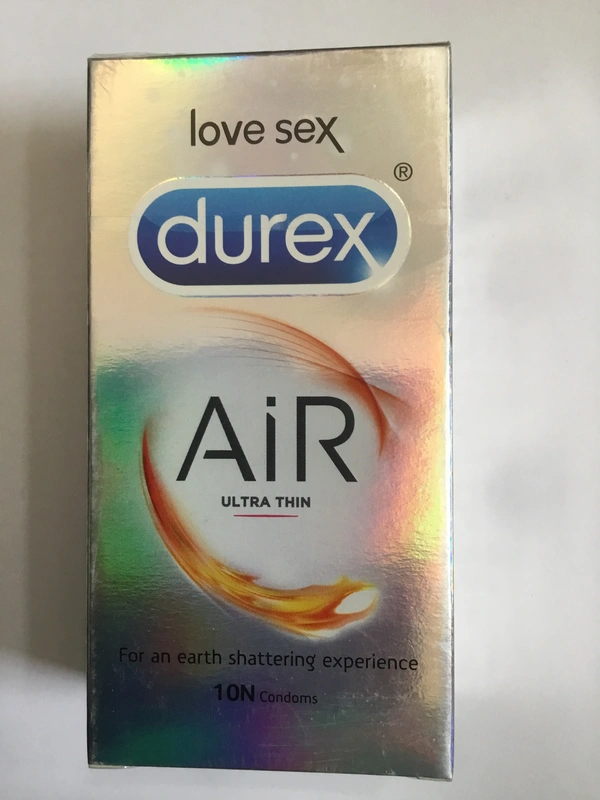 love sex
durex®
AiR
ULTRA THIN
For an earth shattering experience
10N Condoms